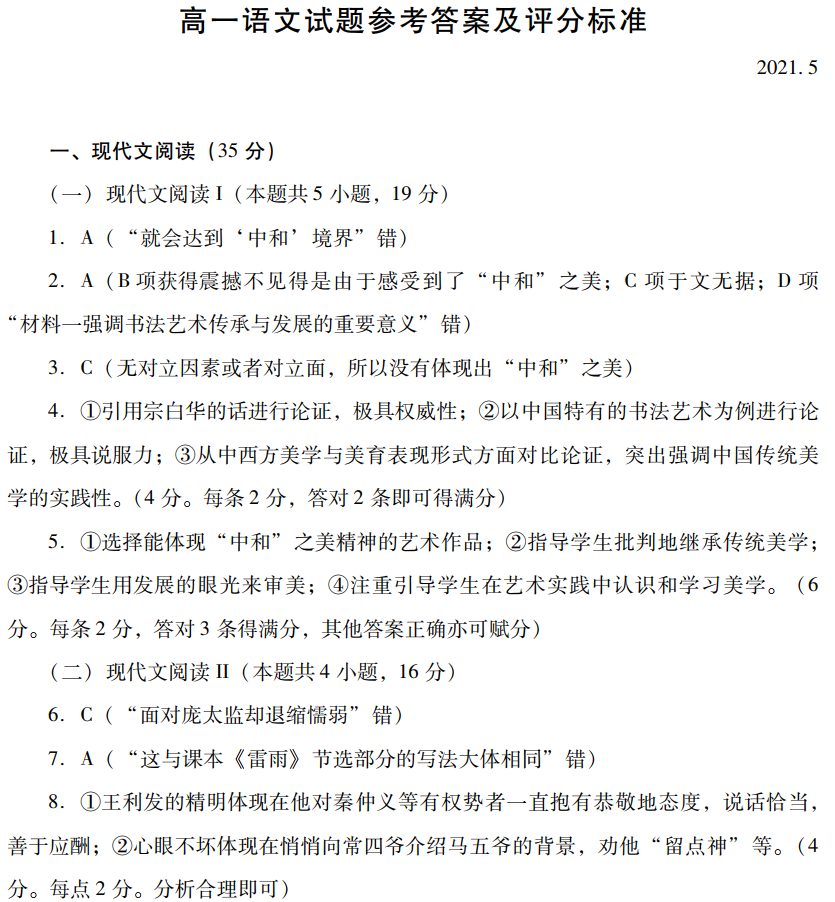 高一语文试题参考答案及评分标准
2021. 5
一、现代文阅读（35 分）
（一）现代文阅读 I（本题共 5 小题，19 分）
1．A（“就会达到‘中和’境界”错）
2．A（B 项获得震撼不见得是由于感受到了“中和”之美；C 项于文无据；D 项
“材料一强调书法艺术传承与发展的重要意义”错）
3．C（无对立因素或者对立面，所以没有体现出“中和”之美）
4．①引用宗白华的话进行论证，极具权威性；②以中国特有的书法艺术为例进行论
证，极具说服力；③从中西方美学与美育表现形式方面对比论证，突出强调中国传统美
学的实践性。（4 分。每条 2 分，答对 2 条即可得满分）
5．①选择能体现“中和”之美精神的艺术作品；②指导学生批判地继承传统美学；
③指导学生用发展的眼光来审美；④注重引导学生在艺术实践中认识和学习美学。（6
分。每条 2 分，答对 3 条得满分，其他答案正确亦可赋分）
（二）现代文阅读 II（本题共 4 小题，16 分）
6．C（“面对庞太监却退缩懦弱”错）
7．A（“这与课本《雷雨》节选部分的写法大体相同”错）
8．①王利发的精明体现在他对秦仲义等有权势者一直抱有恭敬地态度，说话恰当，
善于应酬；②心眼不坏体现在悄悄向常四爷介绍马五爷的背景，劝他“留点神”等。（4
分。每点 2 分。分析合理即可）